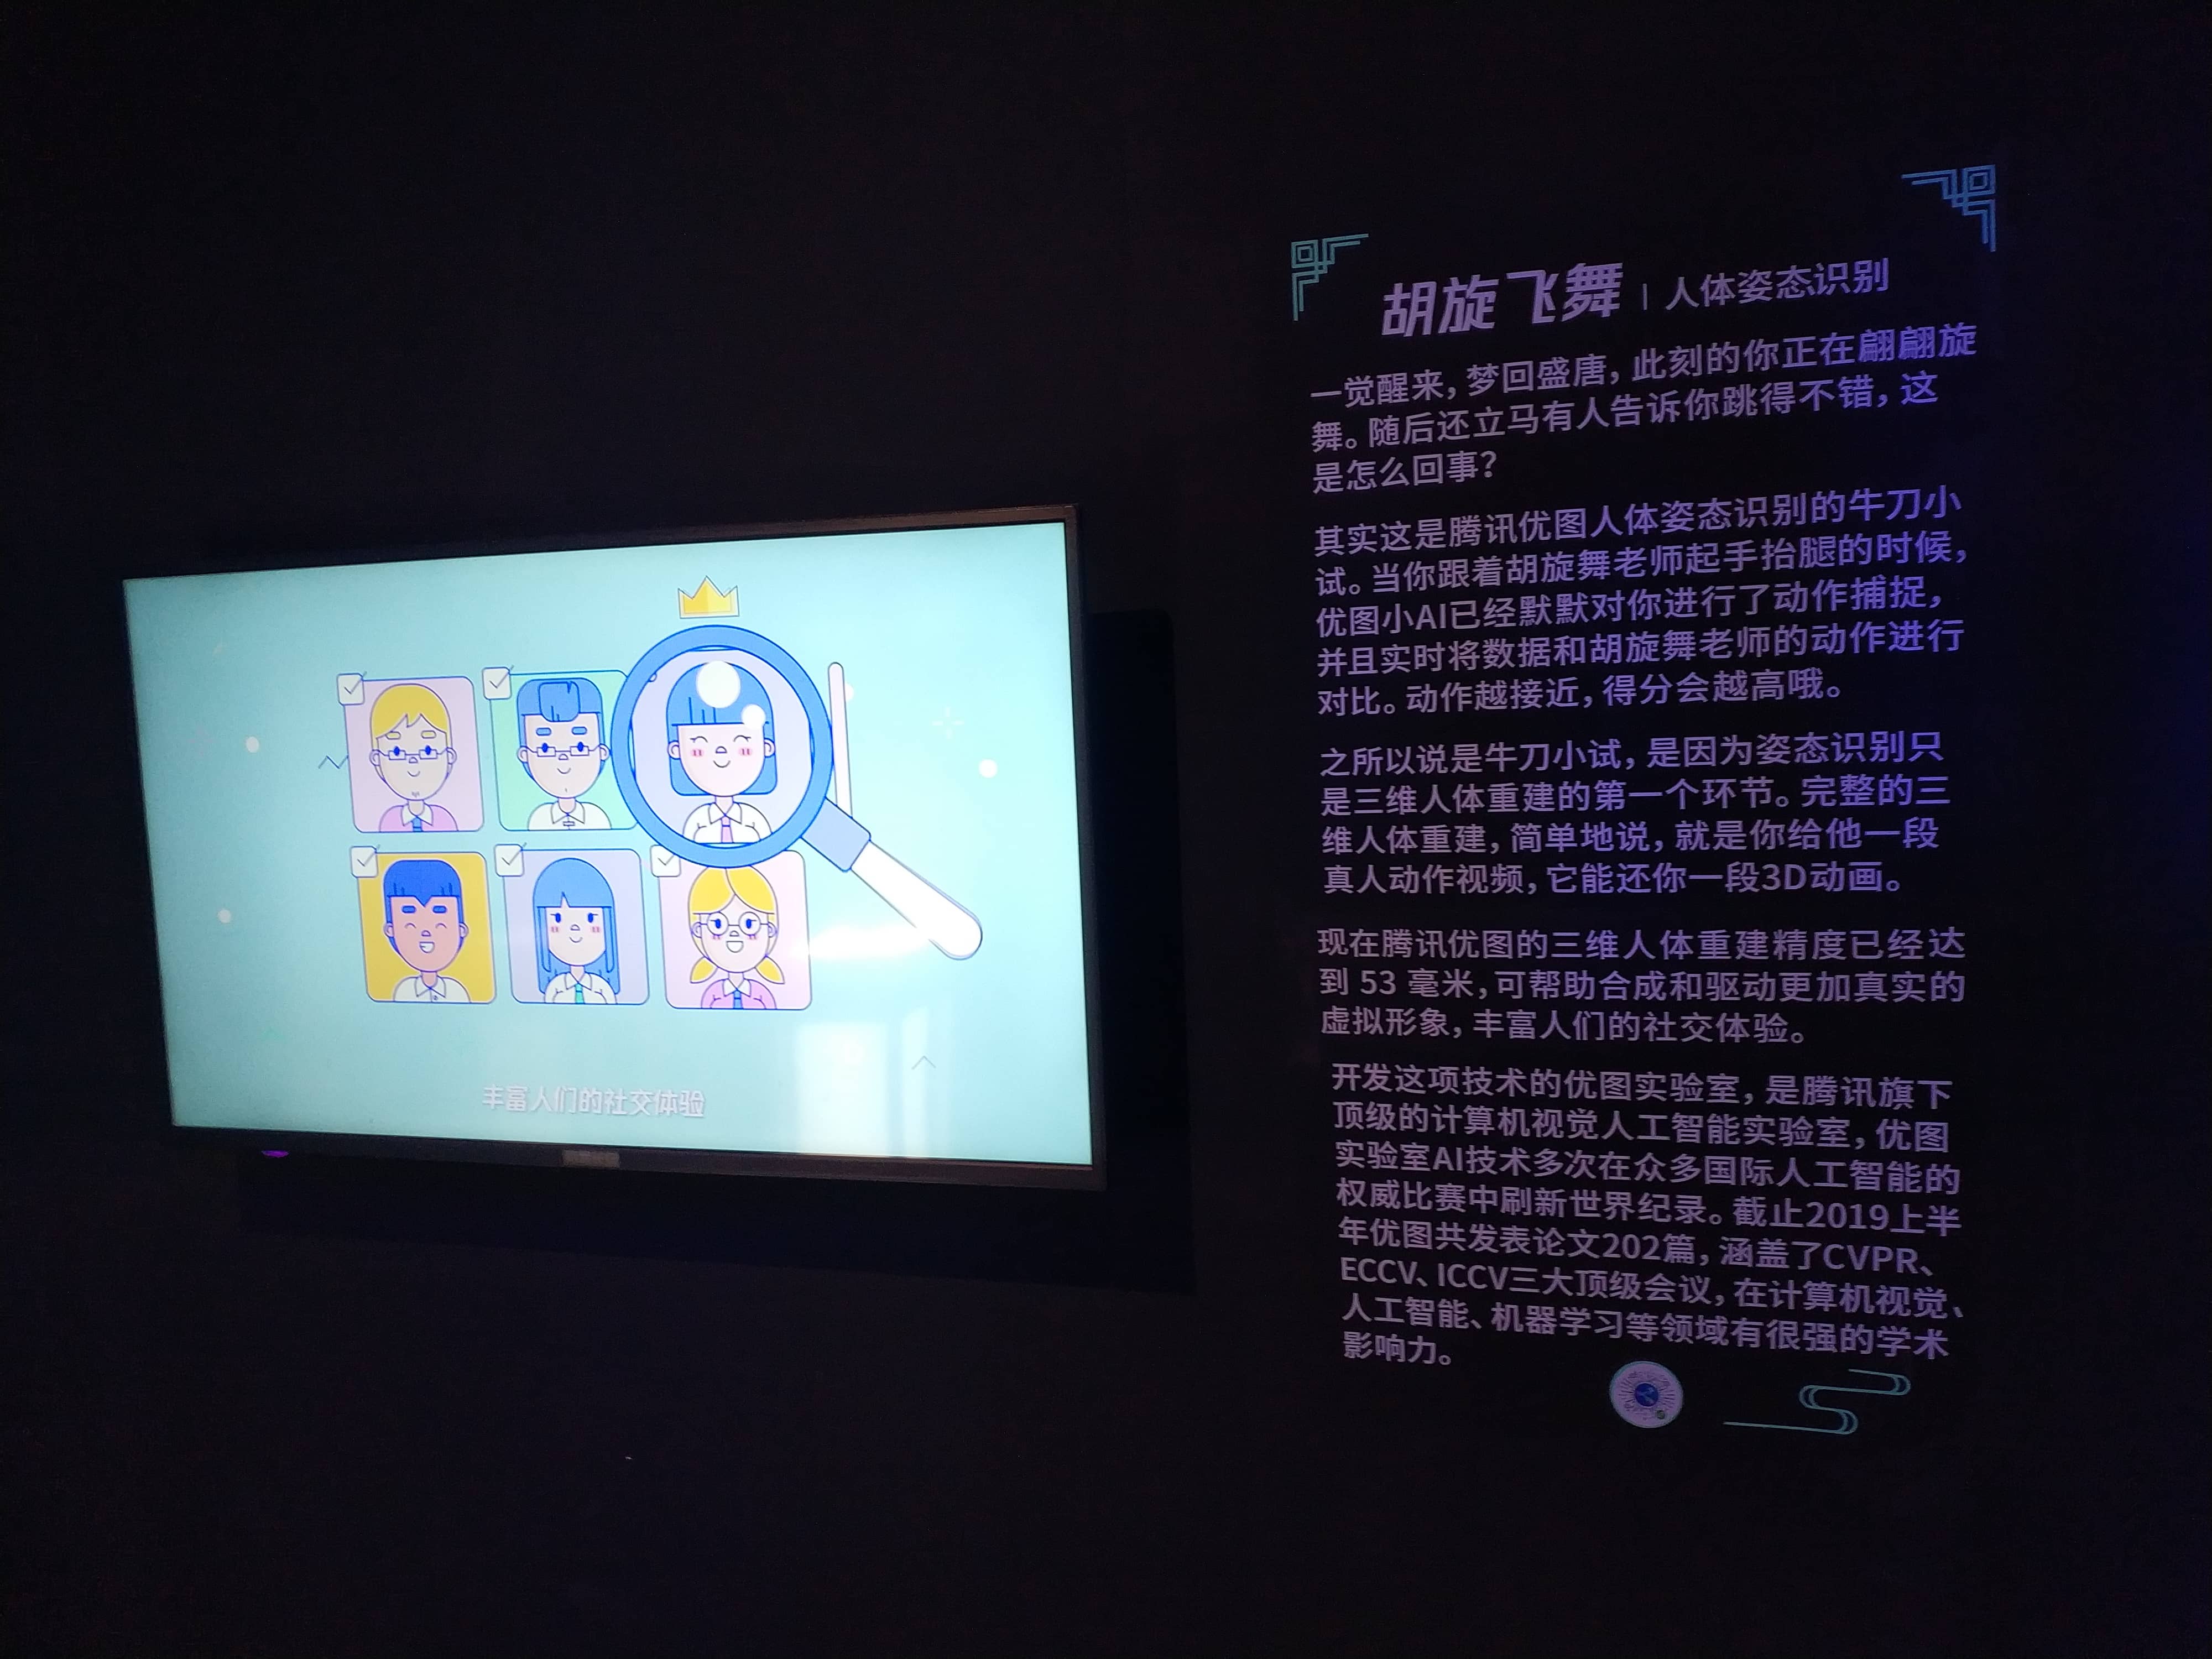 丰富人们的社交体验
胡旋飞舞 | 人体姿态识别
一觉醒来，梦回盛唐，此刻的你正在翩翩旋
舞。随后还立马有人告诉你跳得不错，这
是怎么回事？
其实这是腾讯优图人体姿态识别的牛刀小
试。当你跟着胡旋舞老师起手抬腿的时候，
优图小AI已经默默对你进行了动作捕捉，
并且实时将数据和胡旋舞老师的动作进行
对比。动作越接近，得分会越高哦。
之所以说是牛刀小试，是因为姿态识别只
是三维人体重建的第一个环节。完整的三
维人体重建，简单地说，就是你给他一段
真人动作视频，它能还你一段3D动画。
现在腾讯优图的三维人体重建精度已经达
到 53 毫米，可帮助合成和驱动更加真实的
虚拟形象，丰富人们的社交体验。
开发这项技术的优图实验室，是腾讯旗下
顶级的计算机视觉人工智能实验室，优图
实验室AI技术多次在众多国际人工智能的
权威比赛中刷新世界纪录。截止2019上半
年优图共发表论文202篇，涵盖了CVPR、
ECCV、ICCV三大顶级会议，在计算机视觉、
人工智能、机器学习等领域有很强的学术
影响力。